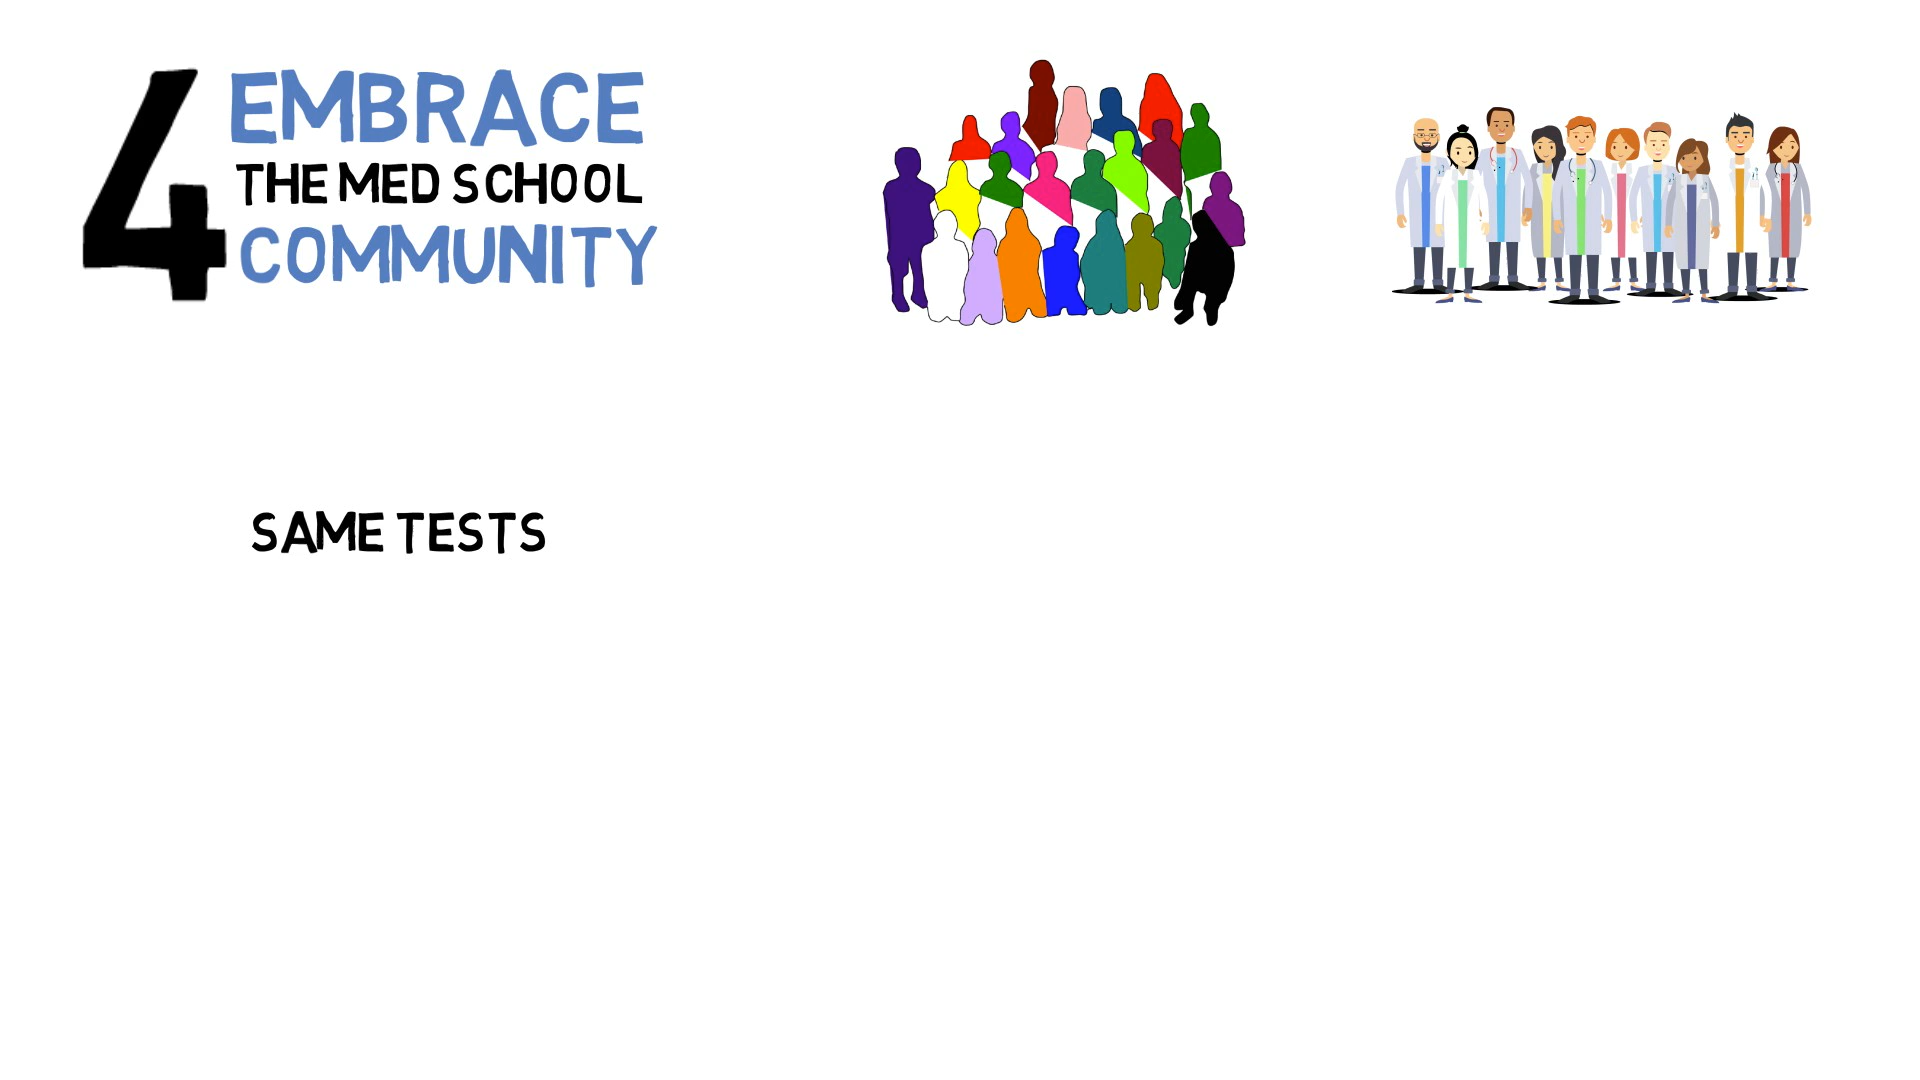 4
EMBRACE
THE MED SCHOOL
COMMUNITY
SAME TESTS